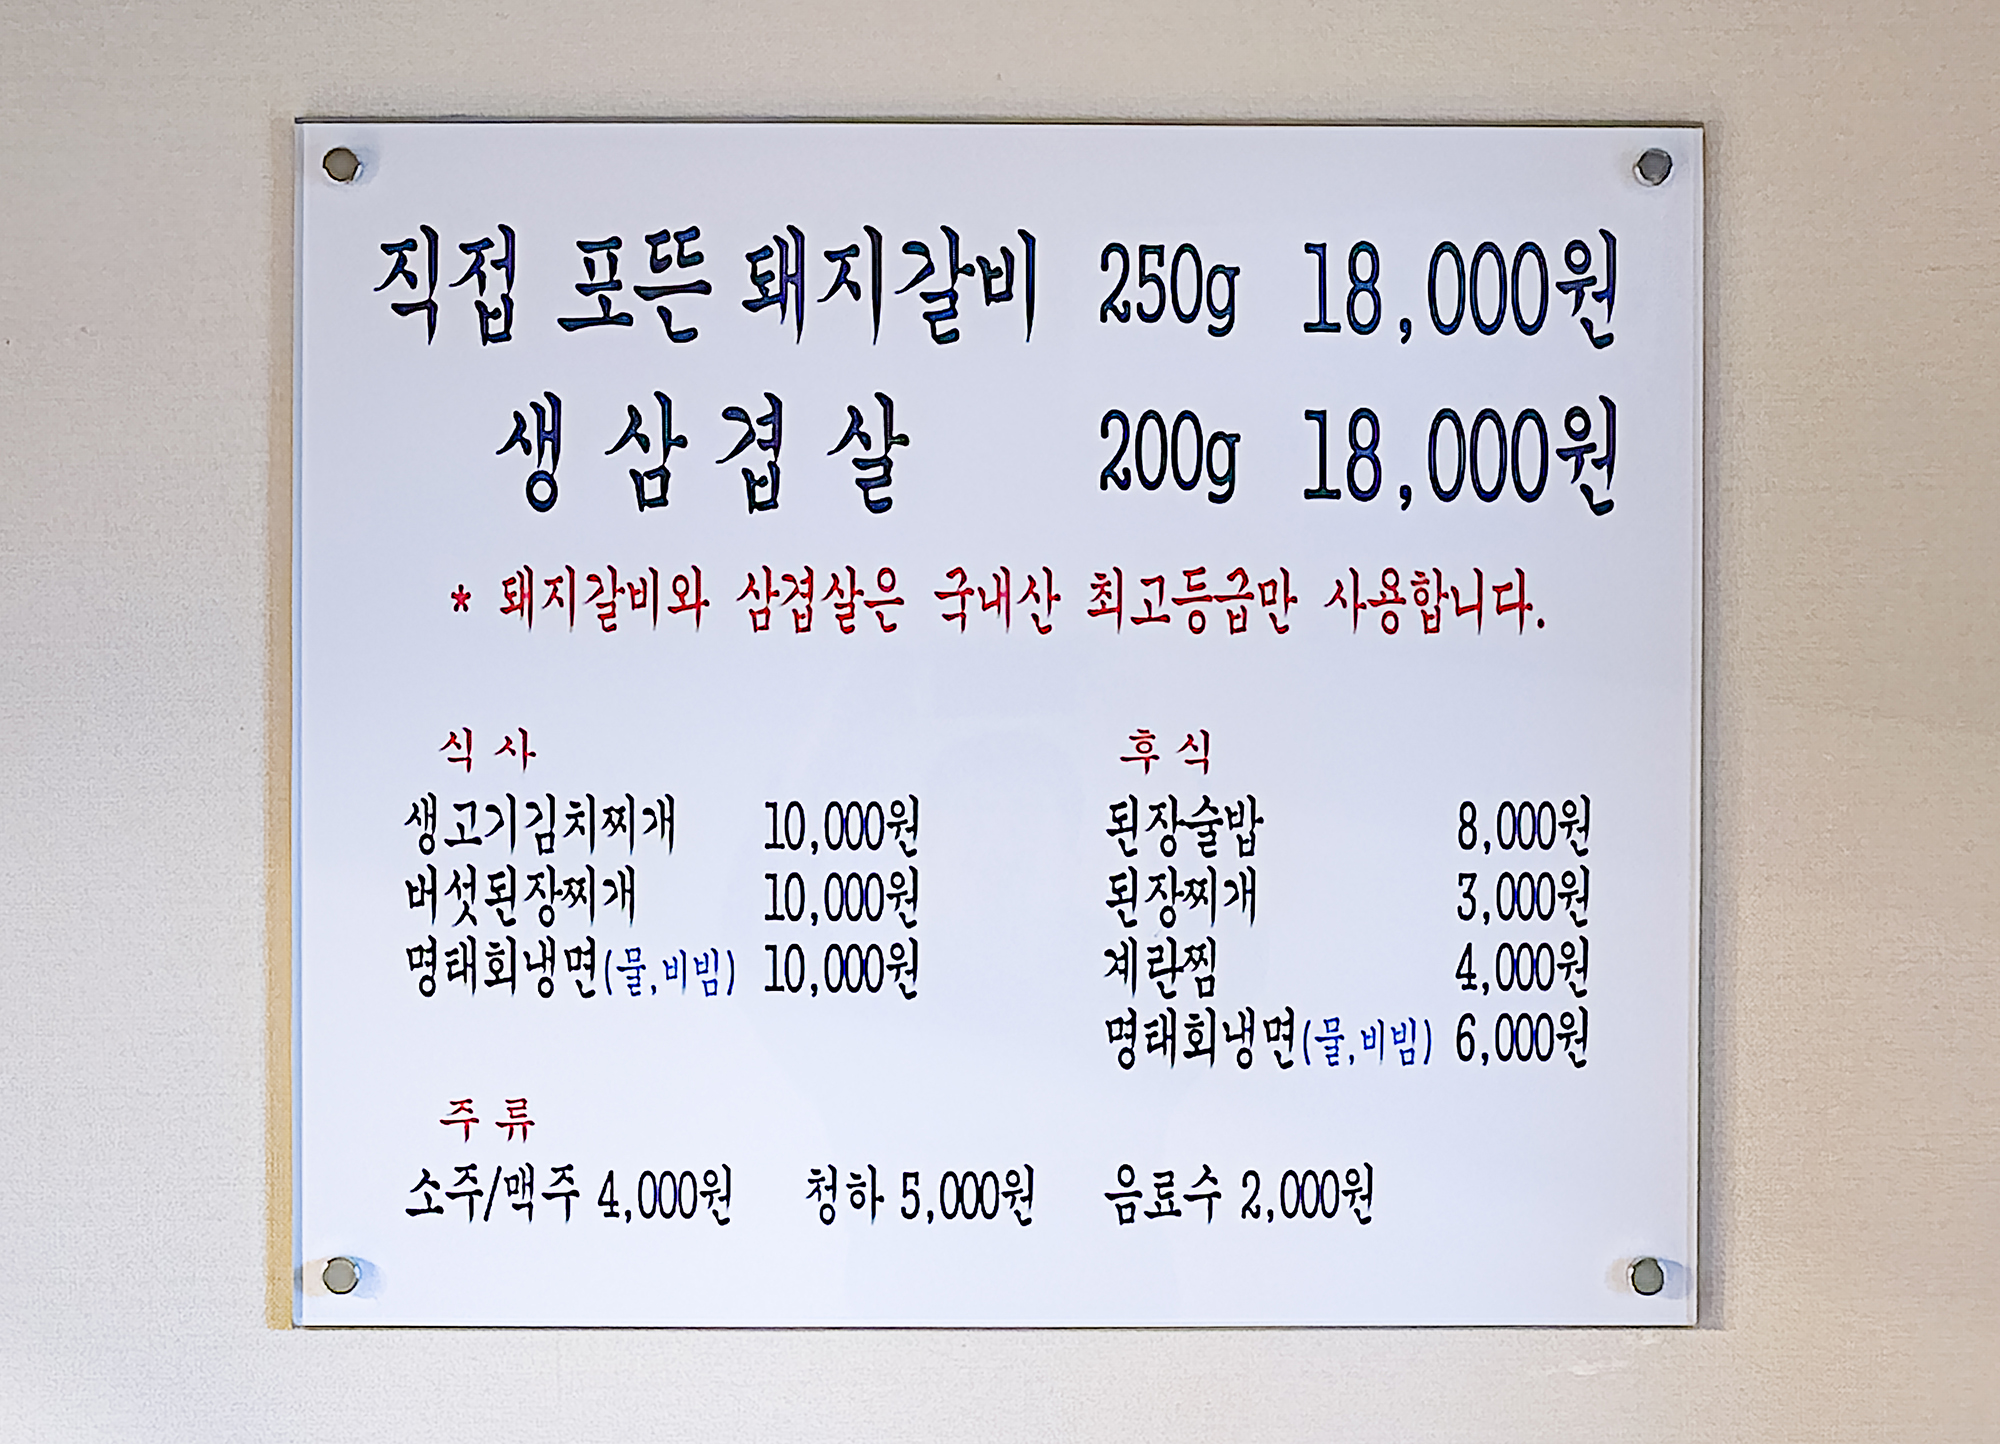 직접 포뜬 돼지갈비 250g 18,000원
생삼겹살 200g 18,000원
* 돼지갈비와 삼겹살은 국내산 최고등급만 사용합니다.
식사
생고기김치찌개 10,000원
버섯된장찌개 10,000원
명태회냉면(물,비빔) 10,000원
후식
된장술밥 8,000원
된장찌개 3,000원
계란찜 4,000원
명태회냉면(물,비빔) 6,000원
주류
소주/맥주 4,000원 청하 5,000원 음료수 2,000원